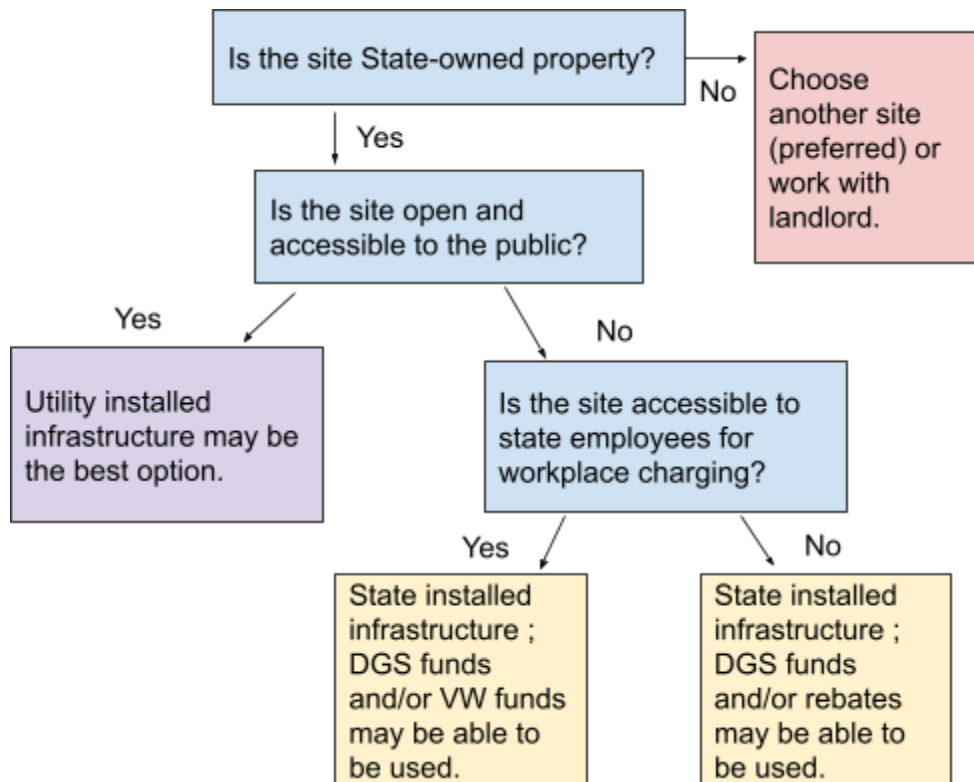 Is the site State-owned property?
No
Choose
another site
(preferred) or
work with
landlord.
Yes
Is the site open and
accessible to the public?
Yes
No
Utility installed
infrastructure may be
the best option.
Is the site accessible to
state employees for
workplace charging?
Yes
No
State installed
infrastructure ;
DGS funds
and/or VW funds
may be able to
be used.
State installed
infrastructure ;
DGS funds
and/or rebates
may be able to
be used.